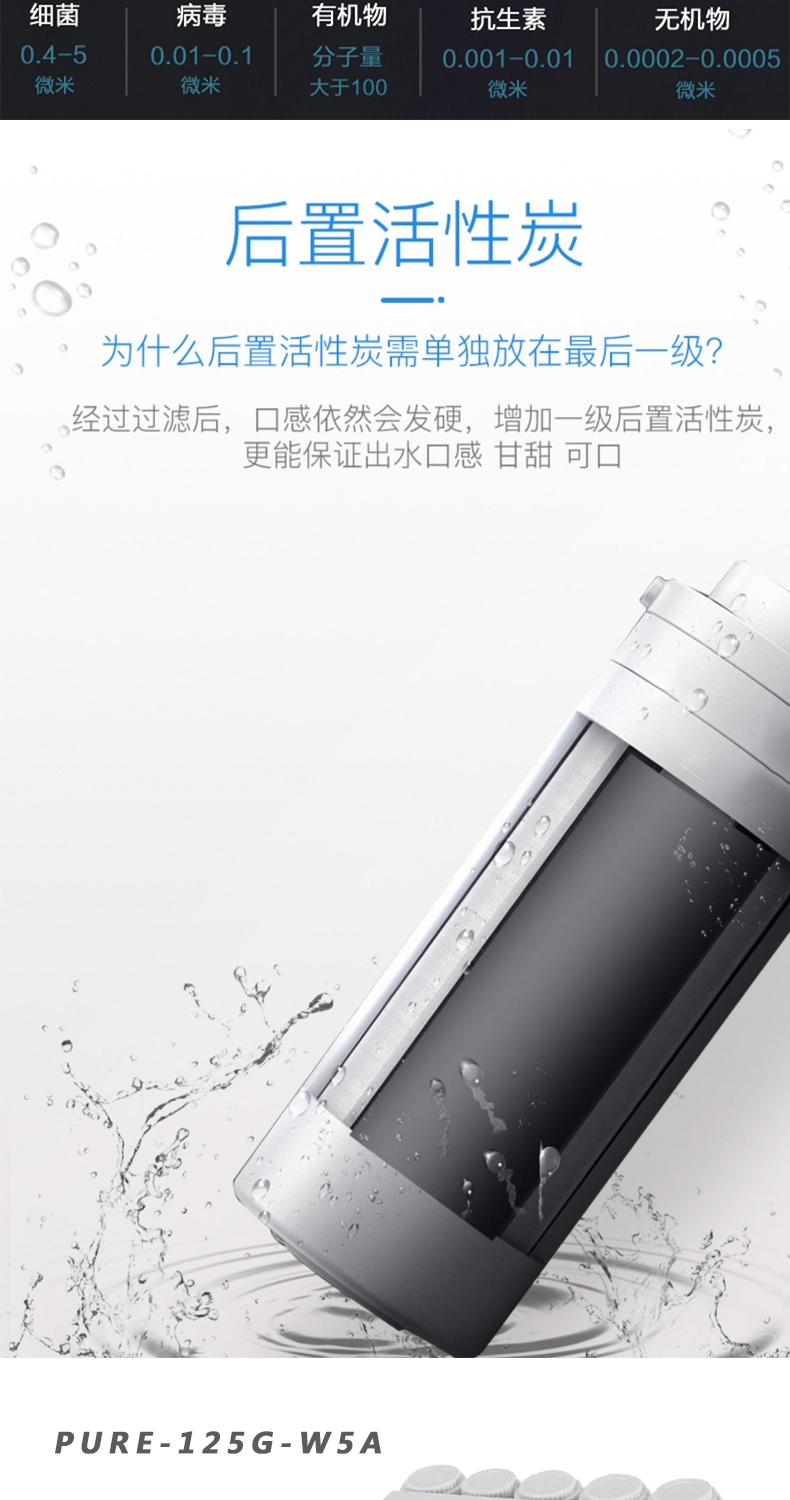 细菌 病毒 有机物 抗生素 无机物
0.4-5 0.01-0.1 分子量 0.001-0.01 0.0002-0.0005
微米 微米 大于100 微米 微米
后置活性炭
为什么后置活性炭需单独放在最后一级?
经过过滤后，口感依然会发硬，增加一级后置活性炭，
更能保证出水口感 甘甜 可口
PURE-125G-W5A